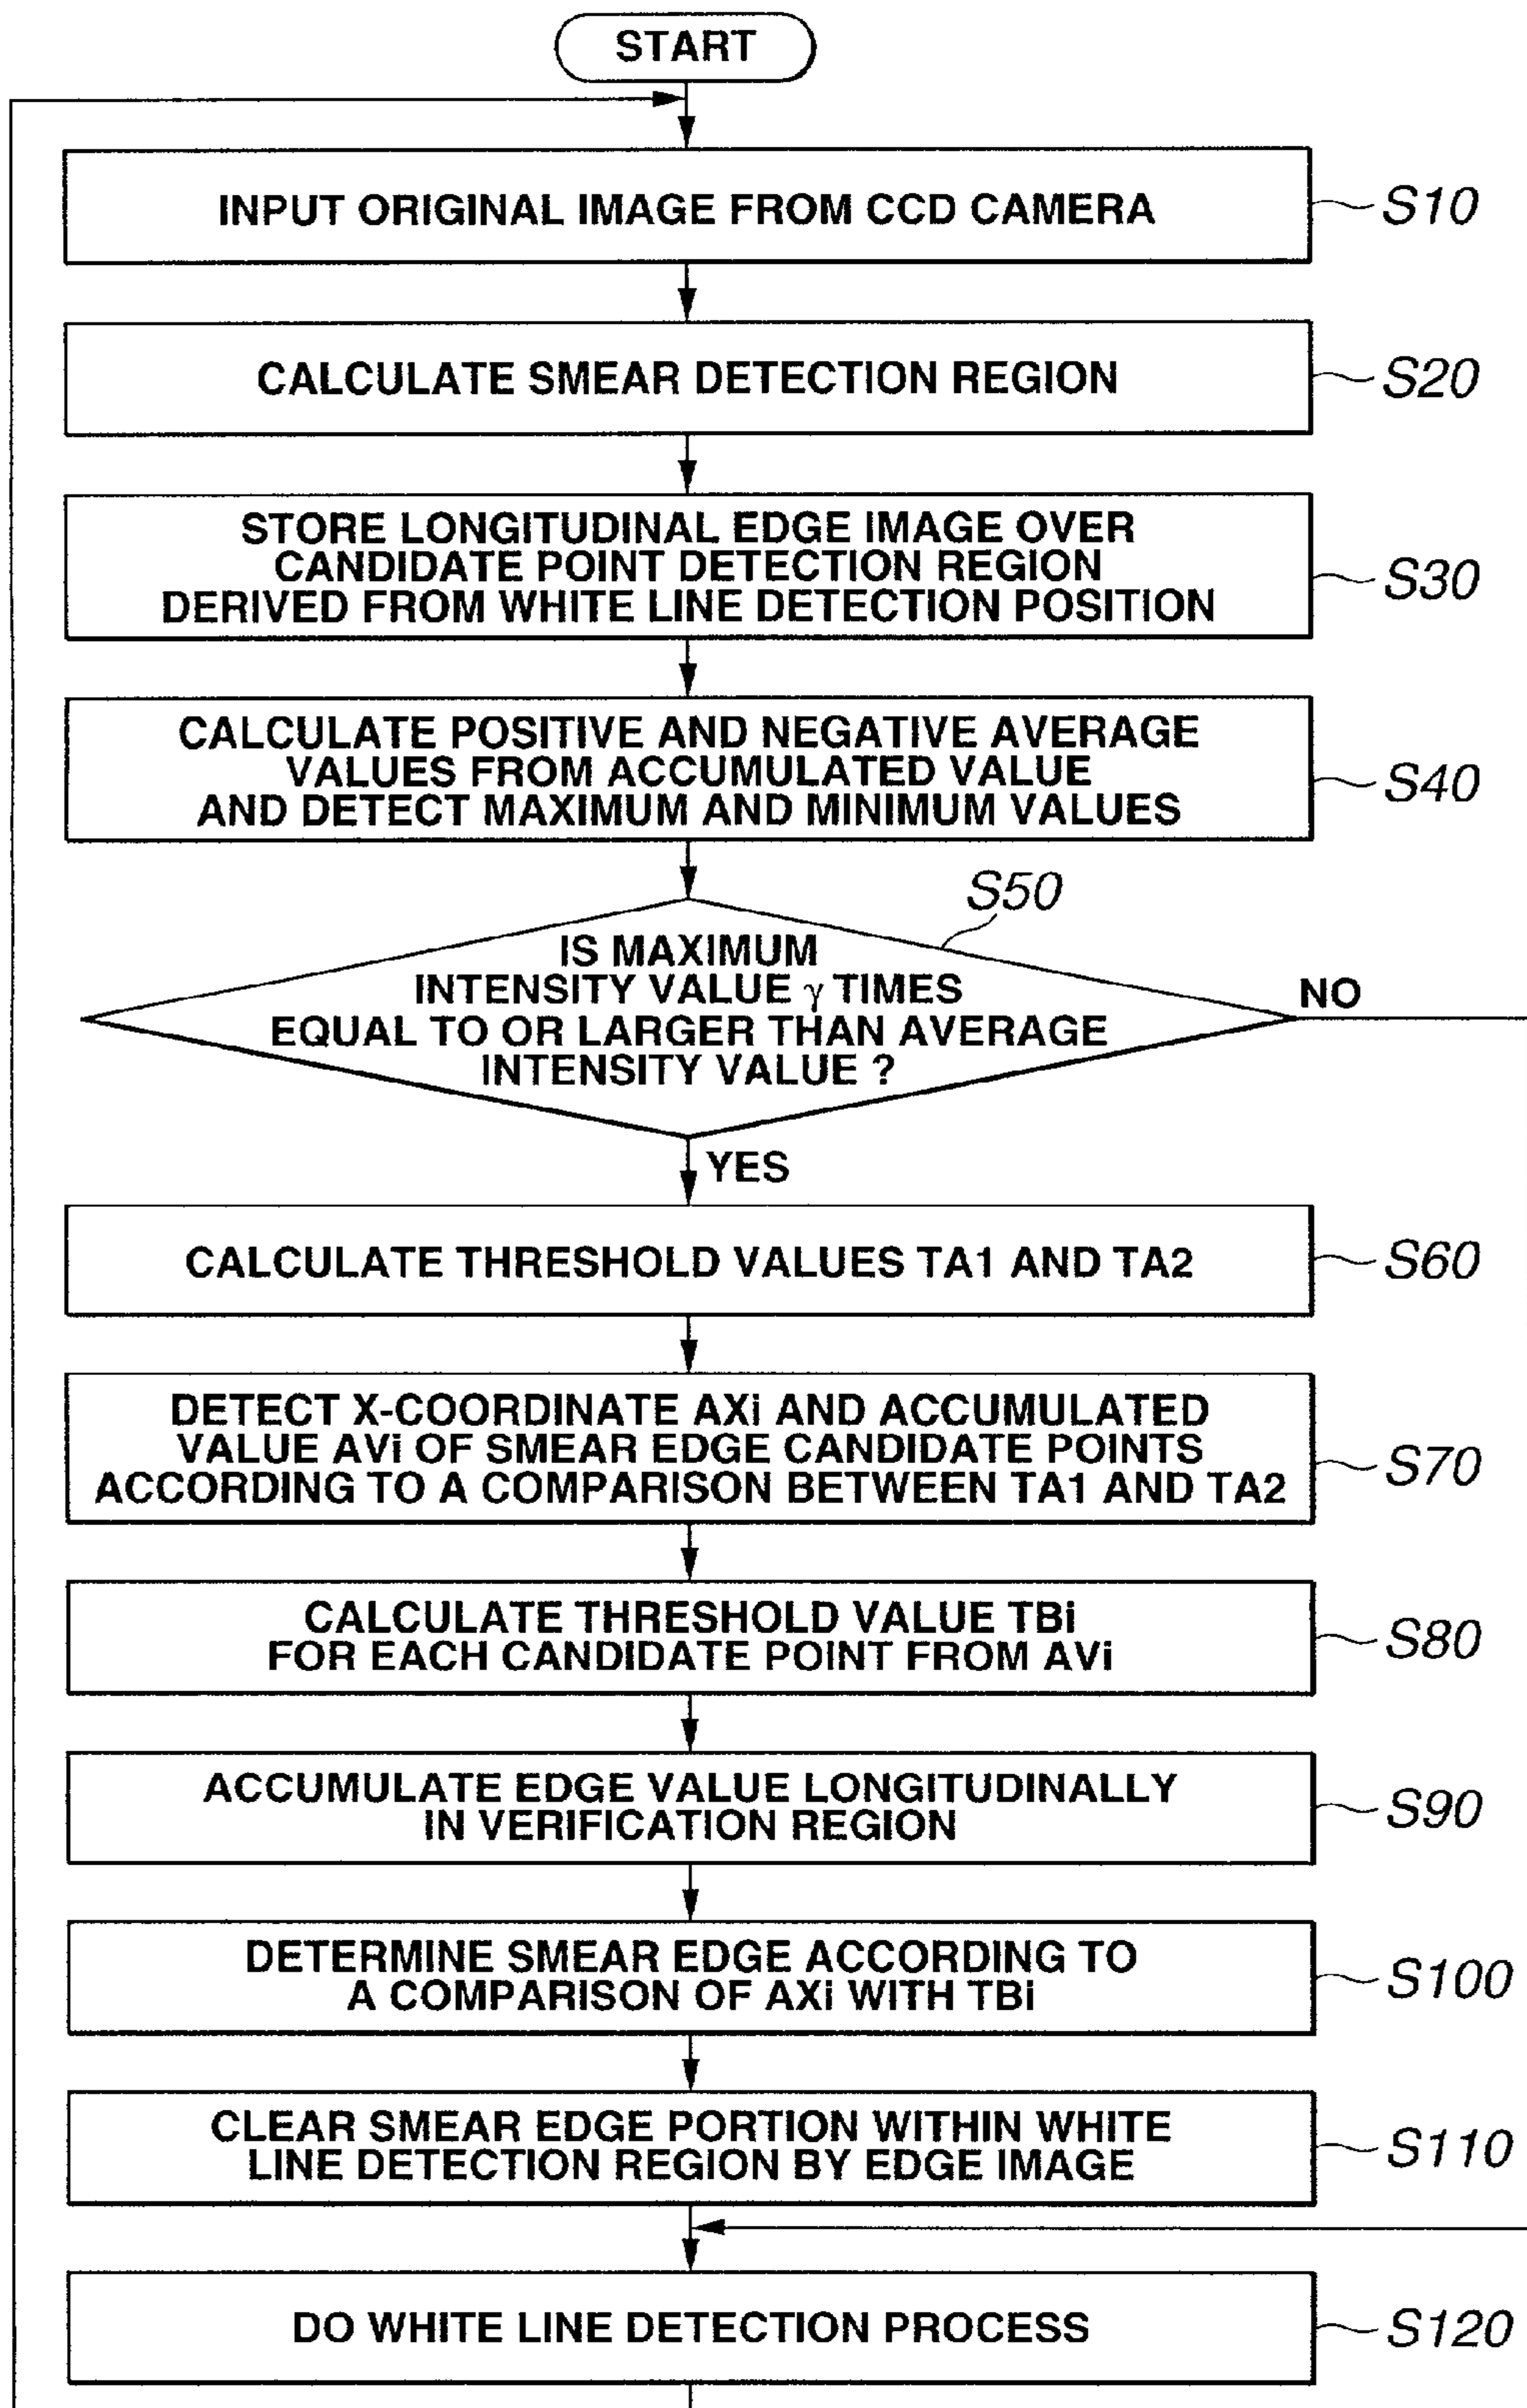 START
INPUT ORIGINAL IMAGE FROM CCD CAMERA
S10
CALCULATE SMEAR DETECTION REGION
S20
STORE LONGITUDINAL EDGE IMAGE OVER
CANDIDATE POINT DETECTION REGION
DERIVED FROM WHITE LINE DETECTION POSITION
S30
CALCULATE POSITIVE AND NEGATIVE AVERAGE
VALUES FROM ACCUMULATED VALUE
AND DETECT MAXIMUM AND MINIMUM VALUES
S40
S50
IS MAXIMUM
INTENSITY VALUE γ TIMES
EQUAL TO OR LARGER THAN AVERAGE
INTENSITY VALUE ?
NO
YES
CALCULATE THRESHOLD VALUES TA1 AND TA2
S60
DETECT X-COORDINATE AXi AND ACCUMULATED
VALUE AVi OF SMEAR EDGE CANDIDATE POINTS
ACCORDING TO A COMPARISON BETWEEN TA1 AND TA2
S70
CALCULATE THRESHOLD VALUE TBi
FOR EACH CANDIDATE POINT FROM AVi
S80
ACCUMULATE EDGE VALUE LONGITUDINALLY
IN VERIFICATION REGION
S90
DETERMINE SMEAR EDGE ACCORDING TO
A COMPARISON OF AXi WITH TBi
S100
CLEAR SMEAR EDGE PORTION WITHIN WHITE
LINE DETECTION REGION BY EDGE IMAGE
S110
DO WHITE LINE DETECTION PROCESS
S120